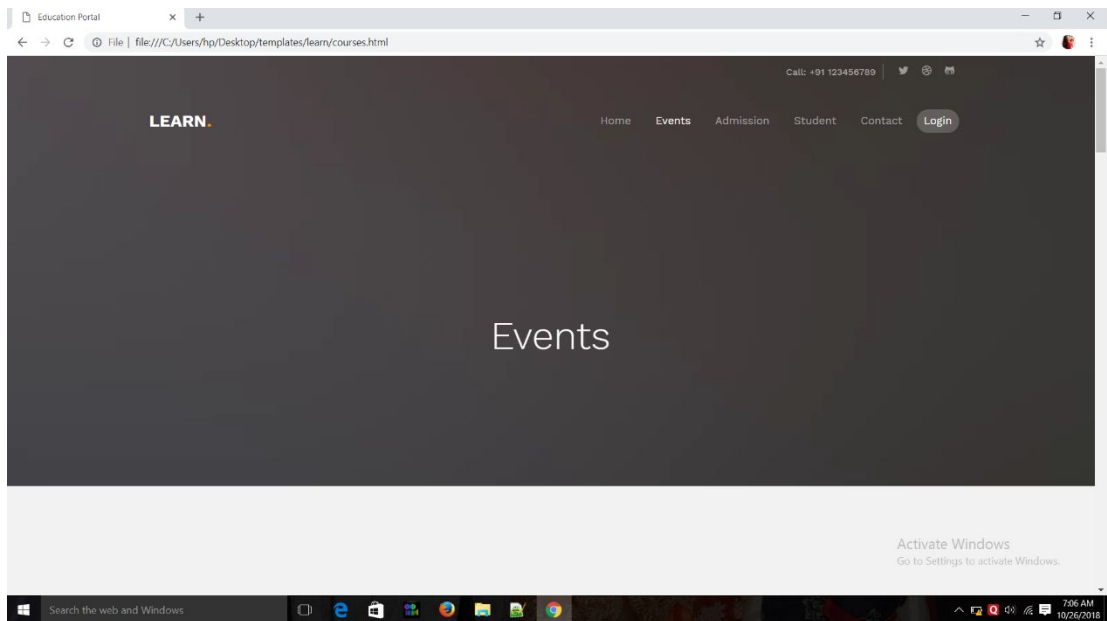 Education Portal
File | file:///C:/Users/hp/Desktop/templates/learn/courses.html
Call: +91 123456789
LEARN.
Home Events Admission Student Contact Login
Events
Activate Windows
Go to Settings to activate Windows.
Search the web and Windows
7:06 AM
10/26/2018